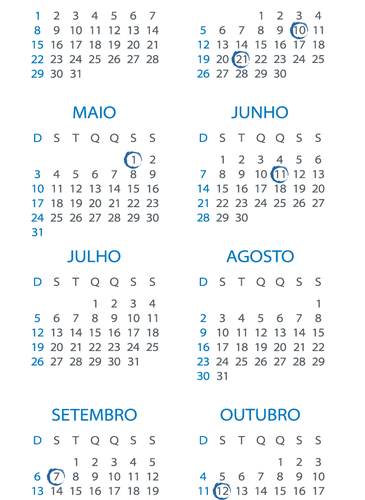 1 2 3 4 5 6 7
8 9 10 11 12 13 14
15 16 17 18 19 20 21
22 23 24 25 26 27 28
29 30 31
1 2 3 4
5 6 7 8 9 10 11
12 13 14 15 16 17 18
19 20 21 22 23 24 25
26 27 28 29 30
MAIO
D S T Q Q S S
1 2
3 4 5 6 7 8 9
10 11 12 13 14 15 16
17 18 19 20 21 22 23
24 25 26 27 28 29 30
31
JUNHO
D S T Q Q S S
1 2 3 4 5 6
7 8 9 10 11 12 13
14 15 16 17 18 19 20
21 22 23 24 25 26 27
28 29 30
JULHO
D S T Q Q S S
1 2 3 4
5 6 7 8 9 10 11
12 13 14 15 16 17 18
19 20 21 22 23 24 25
26 27 28 29 30 31
AGOSTO
D S T Q Q S S
1
2 3 4 5 6 7 8
9 10 11 12 13 14 15
16 17 18 19 20 21 22
23 24 25 26 27 28 29
30 31
SETEMBRO
D S T Q Q S S
1 2 3 4 5
6 7 8 9 10 11 12
13 14 15 16 17 18 19
OUTUBRO
D S T Q Q S S
1 2 3
4 5 6 7 8 9 10
11 12 13 14 15 16 17